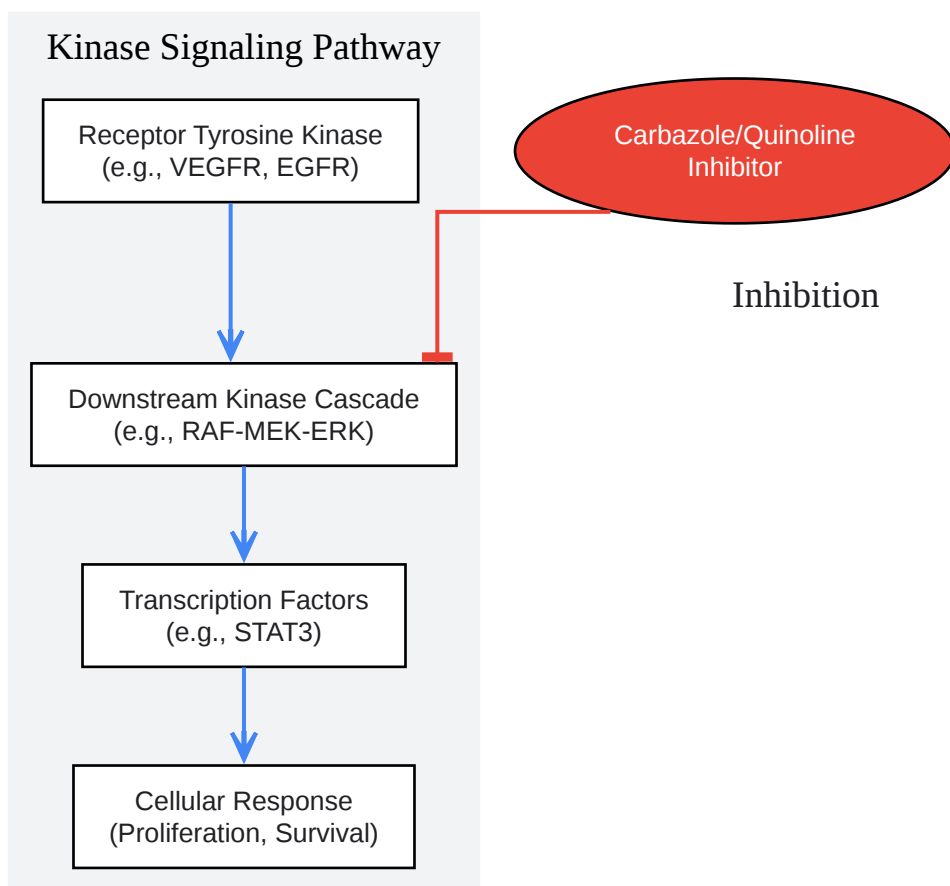 Kinase Signaling Pathway
Receptor Tyrosine Kinase
(e.g., VEGFR, EGFR)
Carbazole/Quinoline
Inhibitor
Inhibition
Downstream Kinase Cascade
(e.g., RAF-MEK-ERK)
Transcription Factors
(e.g., STAT3)
Cellular Response
(Proliferation, Survival)